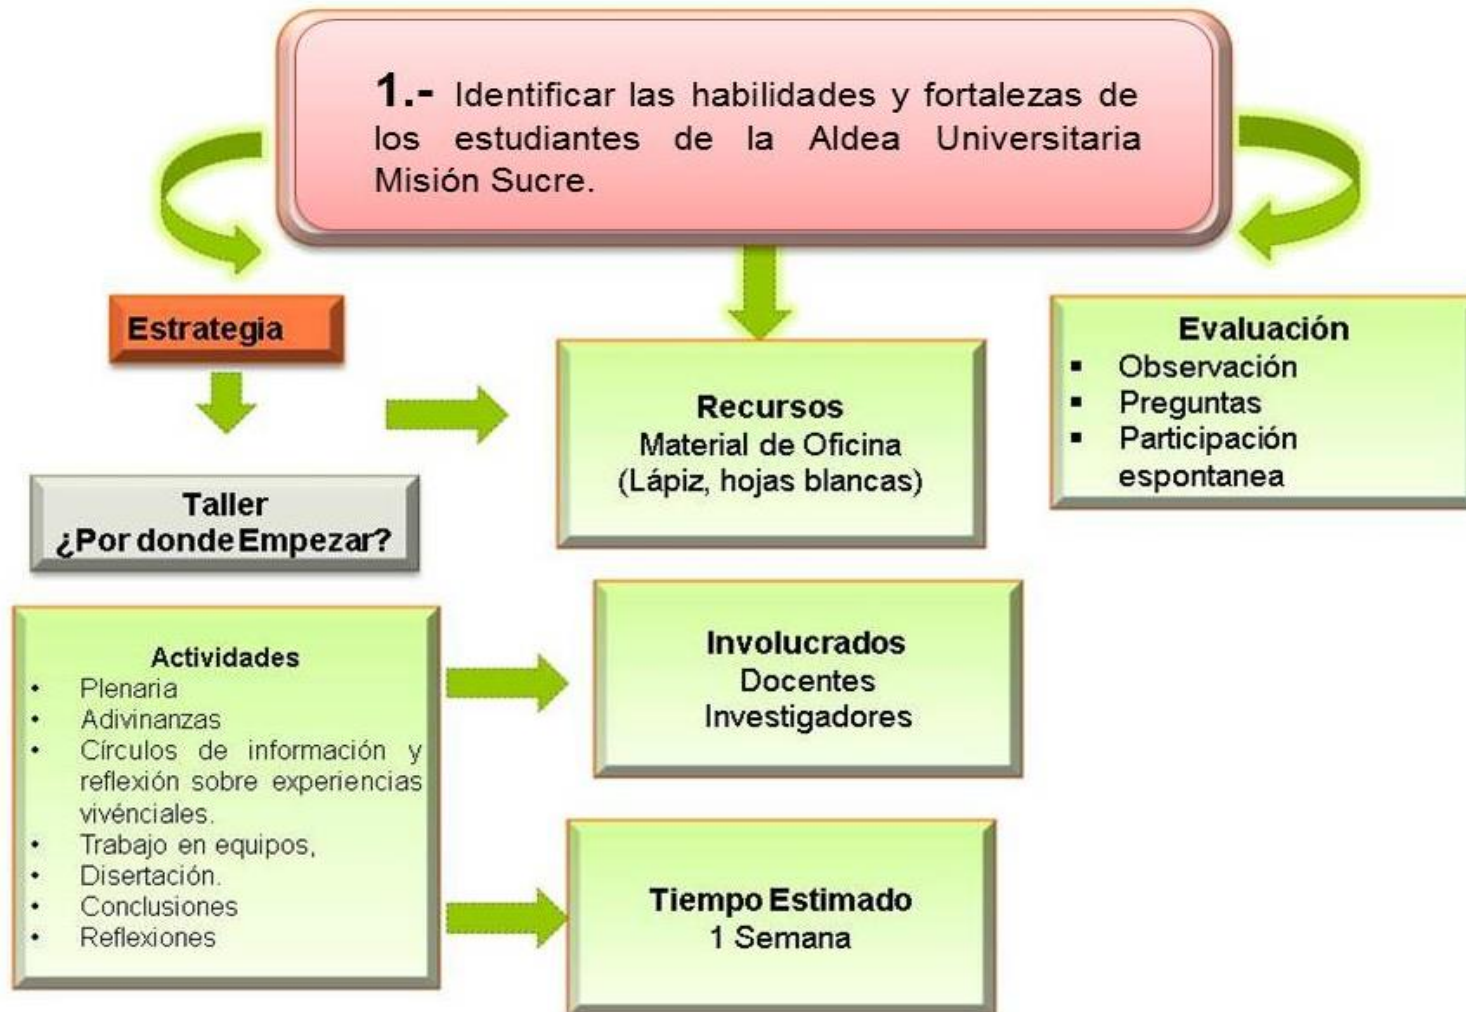 1.- Identificar las habilidades y fortalezas de
los estudiantes de la Aldea Universitaria
Misión Sucre.
Estrategia
Taller
¿Por donde Empezar?
Recursos
Material de Oficina
(Lápiz, hojas blancas)
Evaluación
▪ Observación
▪ Preguntas
▪ Participación
espontanea
Actividades
• Plenaria
• Adivinanzas
• Círculos de información y
reflexión sobre experiencias
vivénciales.
• Trabajo en equipos,
• Disertación.
• Conclusiones
• Reflexiones
Involucrados
Docentes
Investigadores
Tiempo Estimado
1 Semana